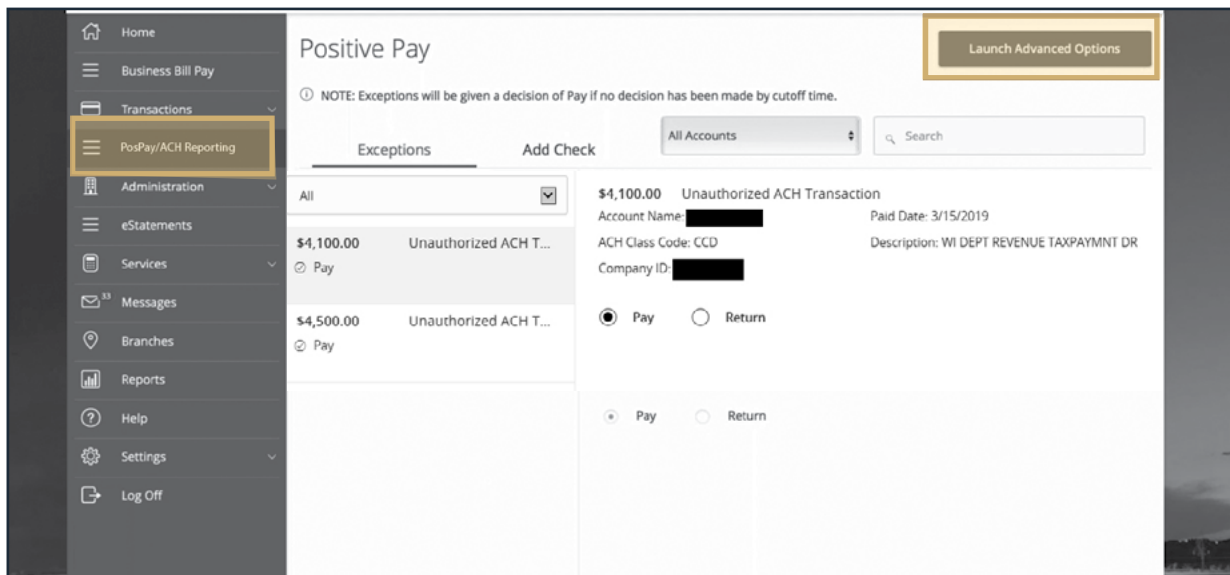 Home
Business Bill Pay
Transactions
PosPay/ACH Reporting
Administration
eStatements
Services
33 Messages
Branches
Reports
Help
Settings
Log Off
Positive Pay
Launch Advanced Options
NOTE: Exceptions will be given a decision of Pay if no decision has been made by cutoff time.
Exceptions Add Check
All Accounts
Search
All
$4,100.00 Unauthorized ACH T...
Pay
$4,500.00 Unauthorized ACH T...
Pay
$4,100.00 Unauthorized ACH Transaction
Account Name: Paid Date: 3/15/2019
ACH Class Code: CCD Description: WI DEPT REVENUE TAXPAYMNT DR
Company ID:
Pay Return
Pay Return